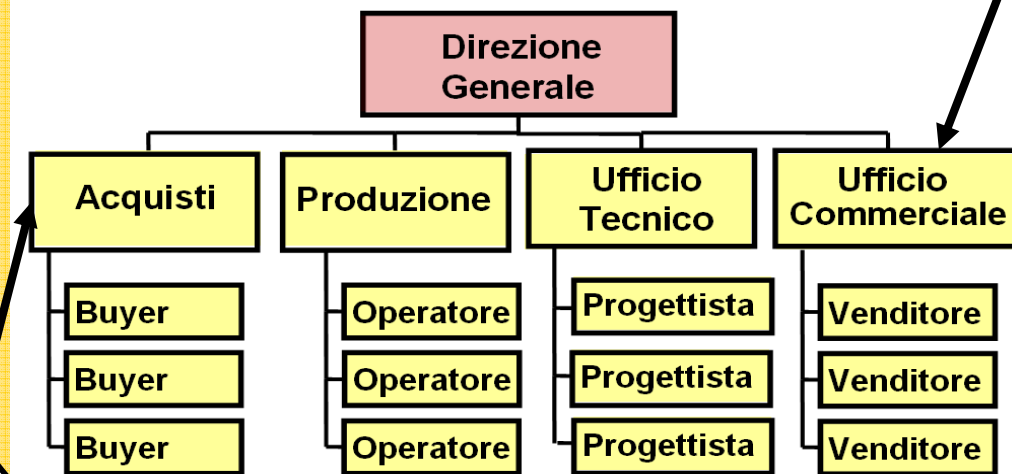 Direzione
Generale
Acquisti
Produzione
Ufficio
Tecnico
Ufficio
Commerciale
Buyer
Buyer
Buyer
Operatore
Operatore
Operatore
Progettista
Progettista
Progettista
Venditore
Venditore
Venditore